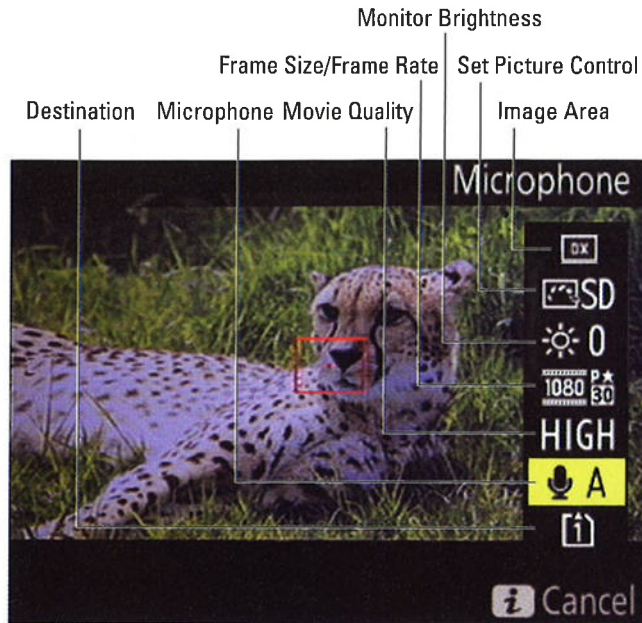 Monitor Brightness
Frame Size/Frame Rate Set Picture Control
Destination Microphone Movie Quality Image Area
Microphone
DX
SD
0
1080 P★ 30
HIGH
A
1
i Cancel